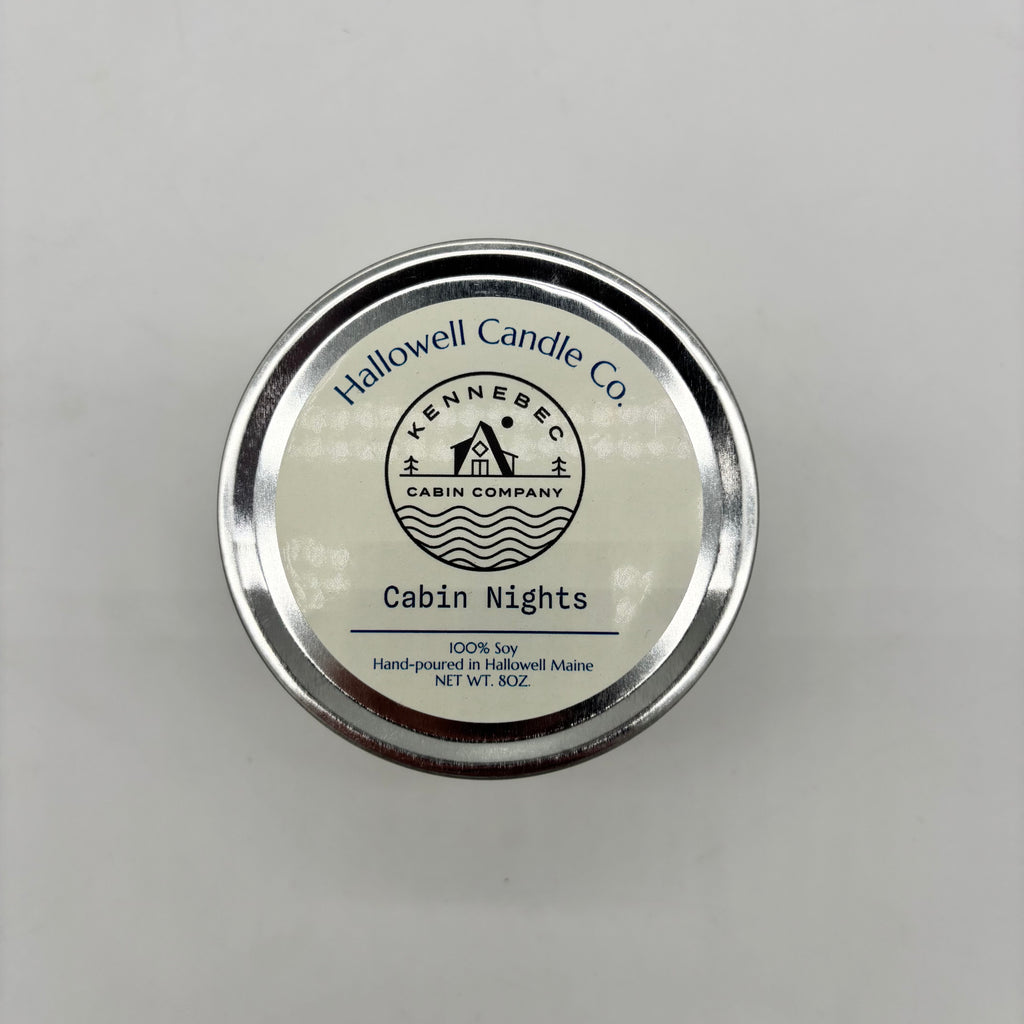 Hallowell Candle Co.
KENNEBEC
CABIN COMPANY
Cabin Nights
100% Soy
Hand-poured in Hallowell Maine
NET WT. 8OZ.